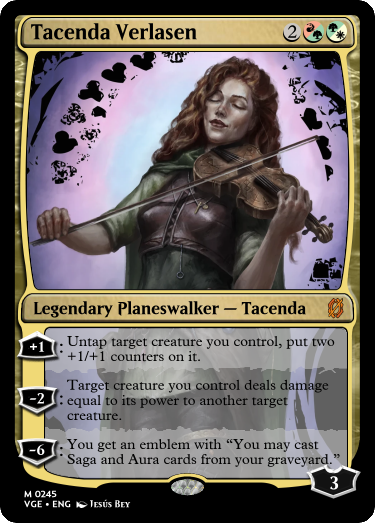 Tacenda Verlasen 2
Legendary Planeswalker — Tacenda
+1 : Untap target creature you control, put two
+1/+1 counters on it.
-2 : Target creature you control deals damage
equal to its power to another target
creature.
-6 : You get an emblem with “You may cast
Saga and Aura cards from your graveyard.”
3
M 0245
VGE • ENG Jesús Bey